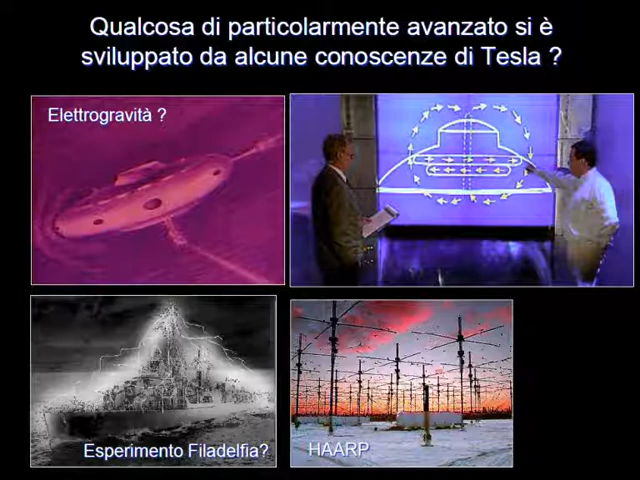 Qualcosa di particolarmente avanzato si è
sviluppato da alcune conoscenze di Tesla ?
Elettrogravità ?
Esperimento Filadelfia?
HAARP